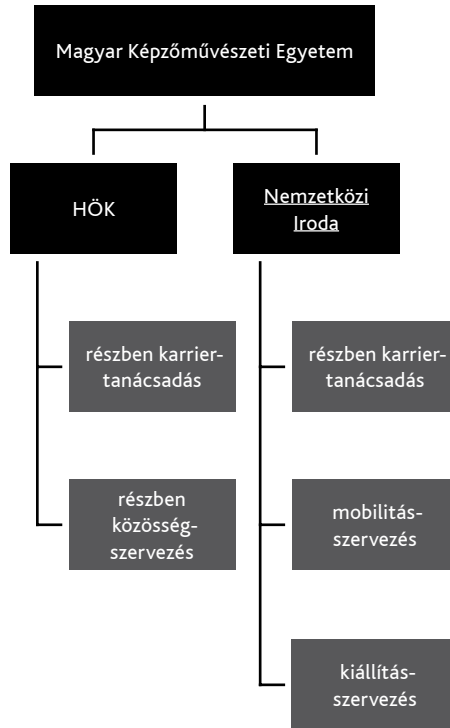 Magyar Képzőművészeti Egyetem
HÖK
Nemzetközi
Iroda
részben karrier-
tanácsadás
részben karrier-
tanácsadás
részben
közösség-
szervezés
mobilitás-
szervezés
kiállítás-
szervezés